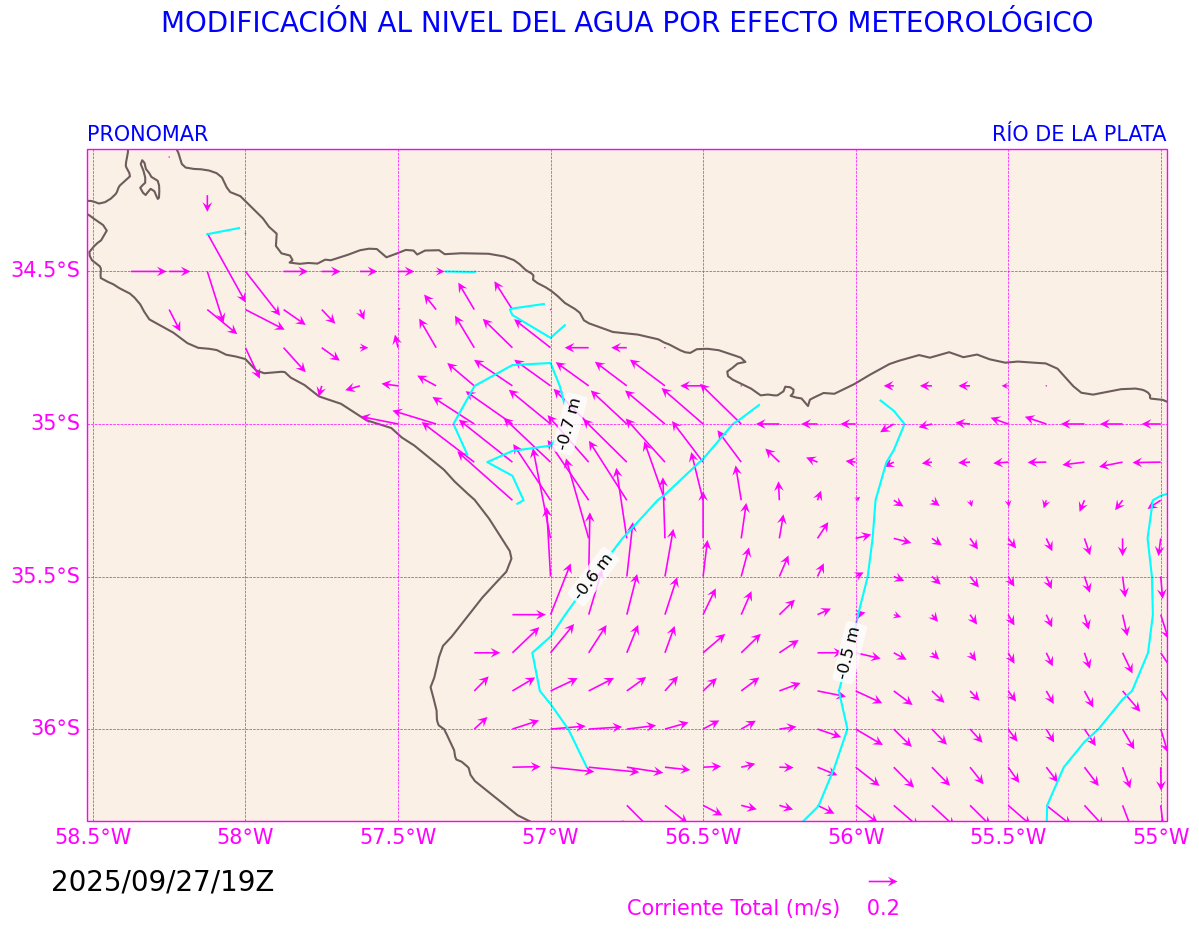 MODIFICACIÓN AL NIVEL DEL AGUA POR EFECTO METEOROLÓGICO
PRONOMAR
RÍO DE LA PLATA
34.5°S
35°S
35.5°S
36°S
-0.7 m
-0.6 m
-0.5 m
58.5°W 58°W 57.5°W 57°W 56.5°W 56°W 55.5°W 55°W
2025/09/27/19Z
Corriente Total (m/s) 0.2